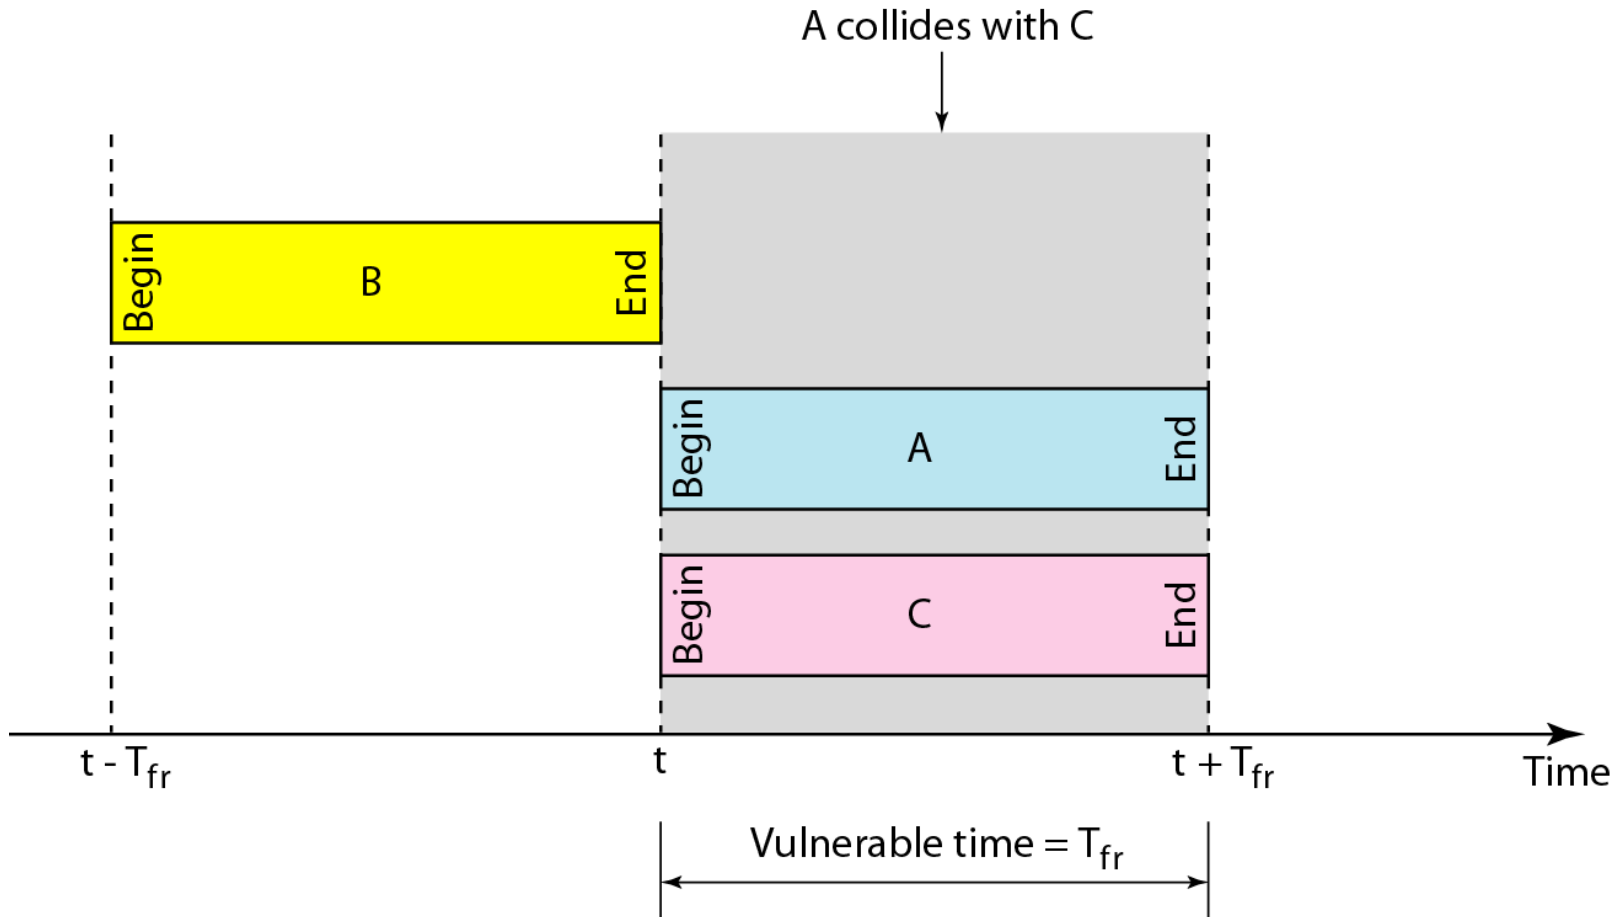 A collides with C
Begin B End
Begin A End
Begin C End
t - Tfr t t + Tfr
Time
Vulnerable time = Tfr